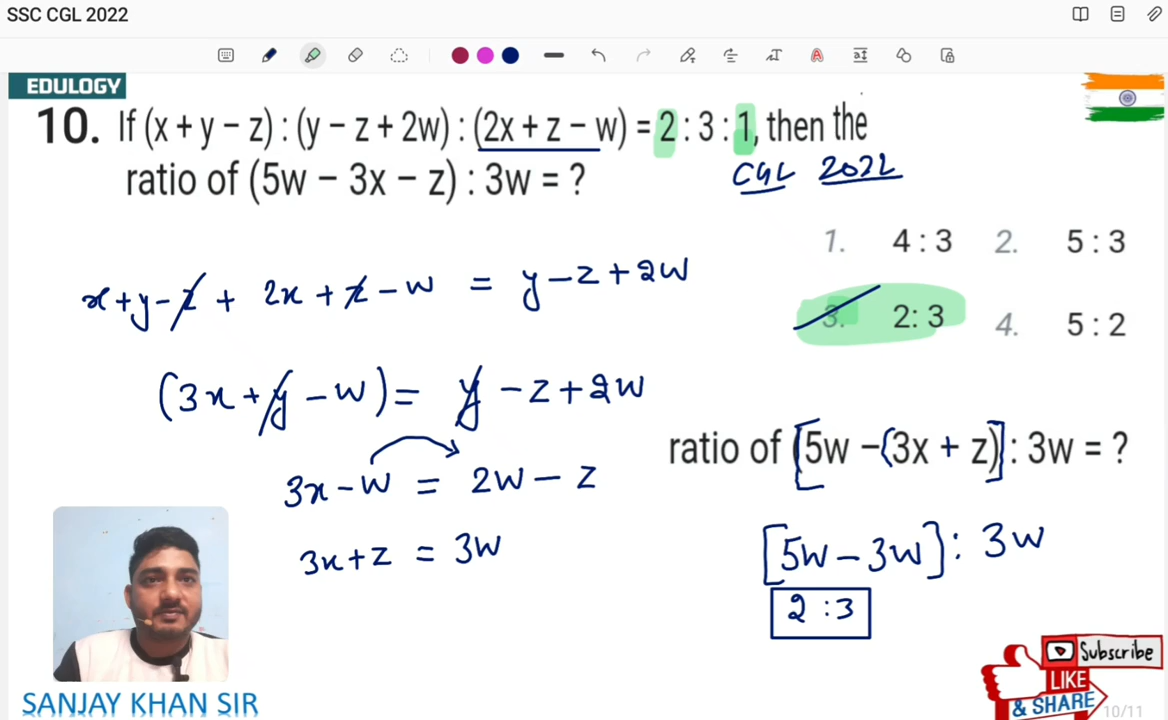 SSC CGL 2022
EDULOGY
10. If (x + y − z) : (y − z + 2w) : (2x + z − w) = 2 : 3 : 1, then the
ratio of (5w − 3x − z) : 3w = ?
CGL 2022
1. 4 : 3 2. 5 : 3
3. 2 : 3 4. 5 : 2
x+y−z + 2x+z−w = y−z+2w
(3x+y−w) = y−z+2w
3x−w = 2w−z
3x+z = 3w
ratio of [5w −(3x + z)] : 3w = ?
[5w−3w] : 3w
2 : 3
SANJAY KHAN SIR
Subscribe
LIKE
& SHARE
10/11